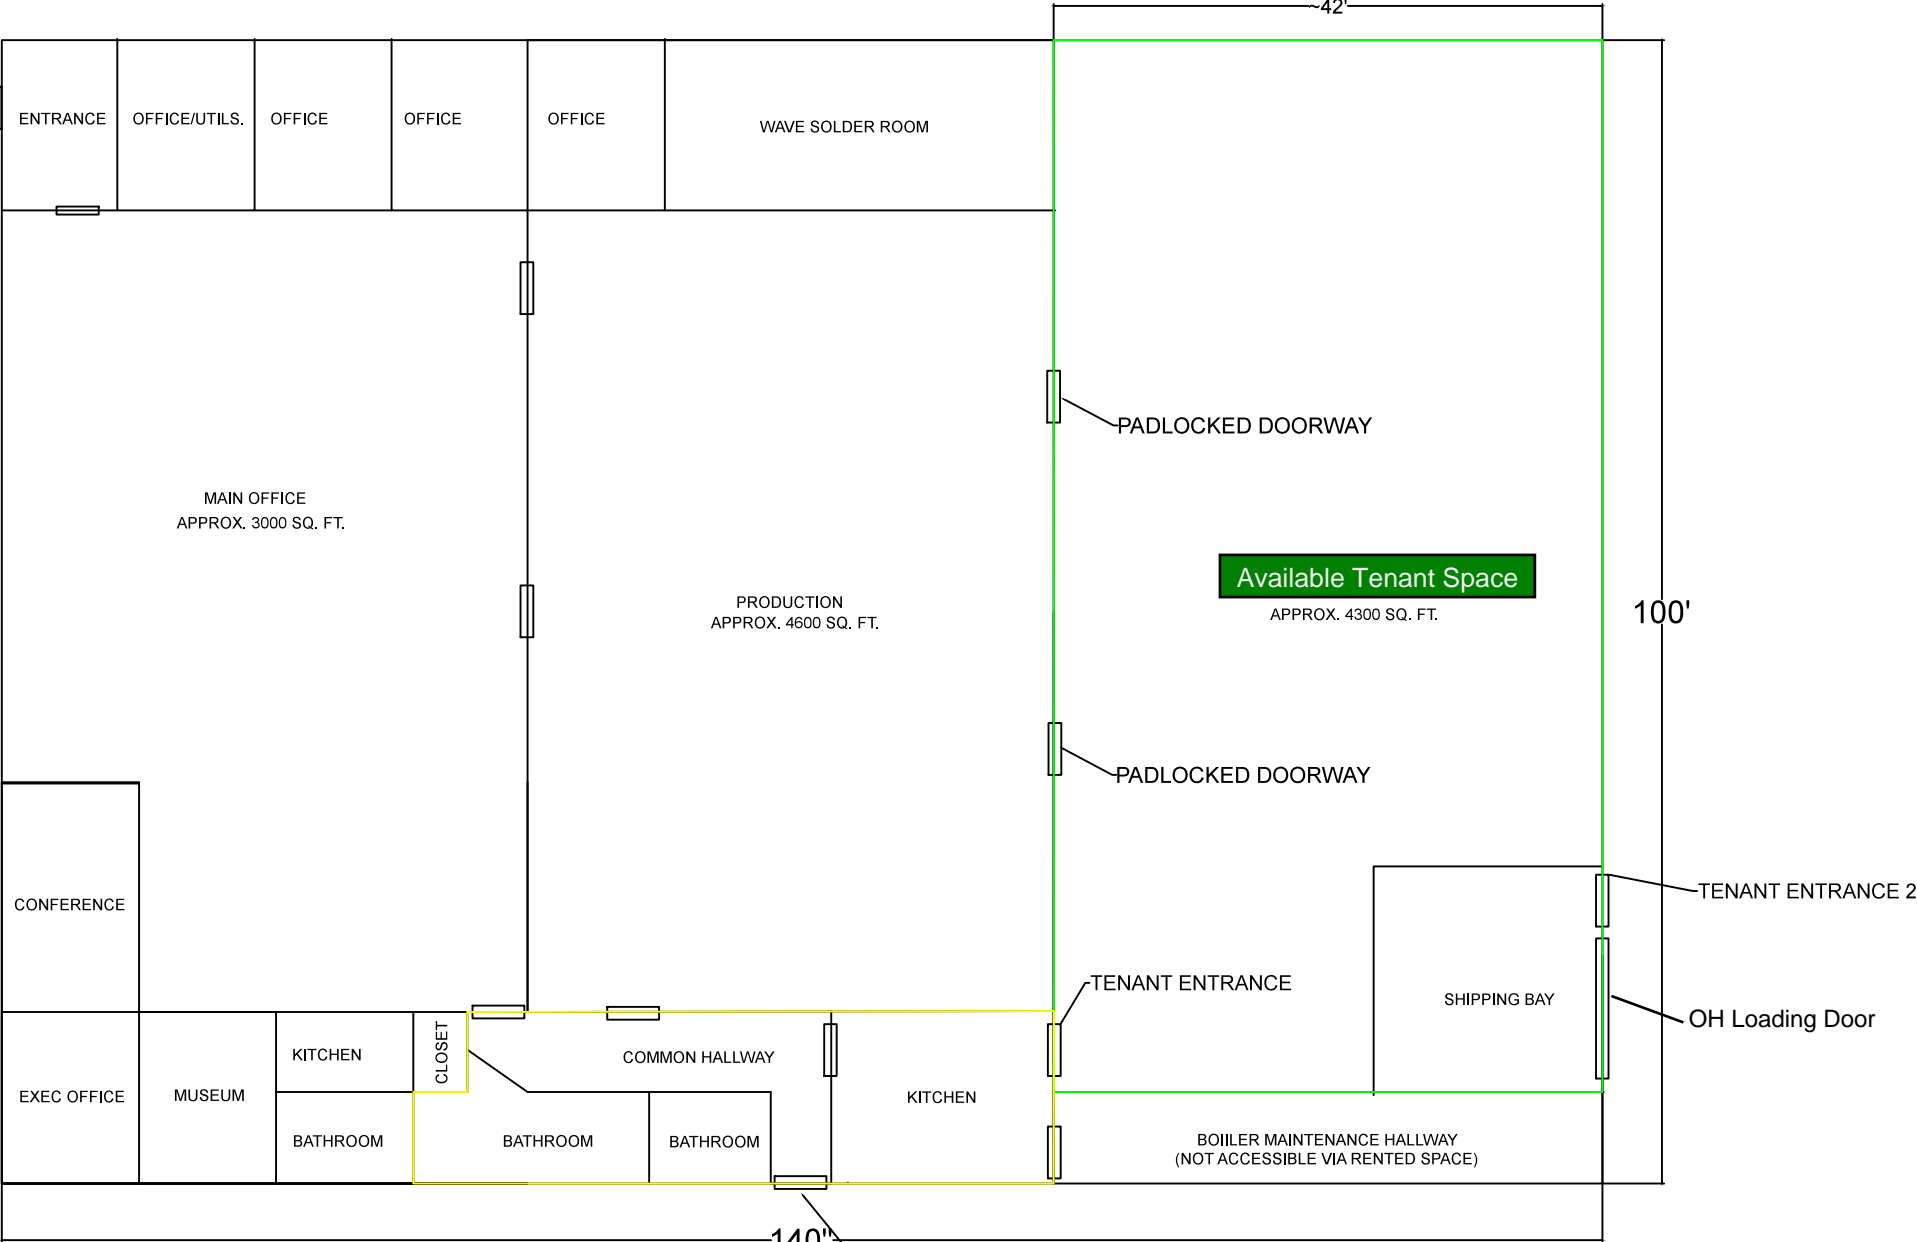 ~42'
ENTRANCE
OFFICE/UTILS.
OFFICE
OFFICE
OFFICE
WAVE SOLDER ROOM
PADLOCKED DOORWAY
MAIN OFFICE
APPROX. 3000 SQ. FT.
PRODUCTION
APPROX. 4600 SQ. FT.
Available Tenant Space
APPROX. 4300 SQ. FT.
100'
PADLOCKED DOORWAY
CONFERENCE
TENANT ENTRANCE 2
TENANT ENTRANCE
SHIPPING BAY
OH Loading Door
EXEC OFFICE
MUSEUM
KITCHEN
CLOSET
COMMON HALLWAY
KITCHEN
BATHROOM
BATHROOM
BATHROOM
BOIILER MAINTENANCE HALLWAY
(NOT ACCESSIBLE VIA RENTED SPACE)
140"